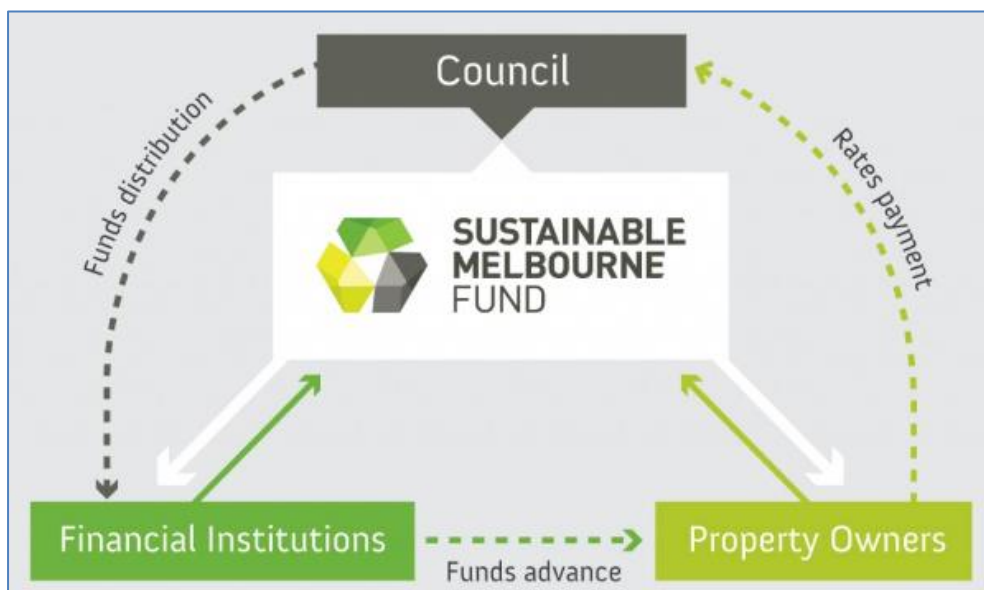 Council
Funds distribution
Rates payment
SUSTAINABLE
MELBOURNE
FUND
Financial Institutions
Funds advance
Property Owners